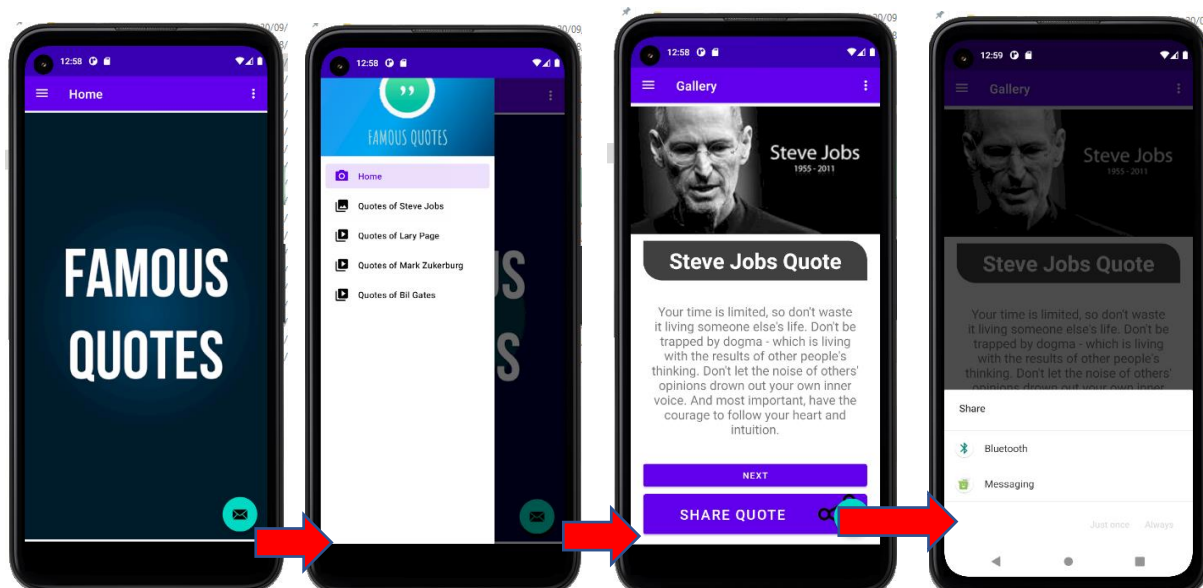 12:58
Home
FAMOUS
QUOTES
12:58
FAMOUS QUOTES
Home
Quotes of Steve Jobs
Quotes of Lary Page
Quotes of Mark Zukerburg
Quotes of Bil Gates
S
S
12:58
Gallery
Steve Jobs
1955 - 2011
Steve Jobs Quote
Your time is limited, so don't waste
it living someone else's life. Don't be
trapped by dogma - which is living
with the results of other people's
thinking. Don't let the noise of others'
opinions drown out your own inner
voice. And most important, have the
courage to follow your heart and
intuition.
NEXT
SHARE QUOTE
12:59
Gallery
Steve Jobs
1955 - 2011
Steve Jobs Quote
Your time is limited, so don't waste
it living someone else's life. Don't be
trapped by dogma - which is living
with the results of other people's
thinking. Don't let the noise of others'
opinions drown out your own inner
Share
Bluetooth
Messaging
Just once Always